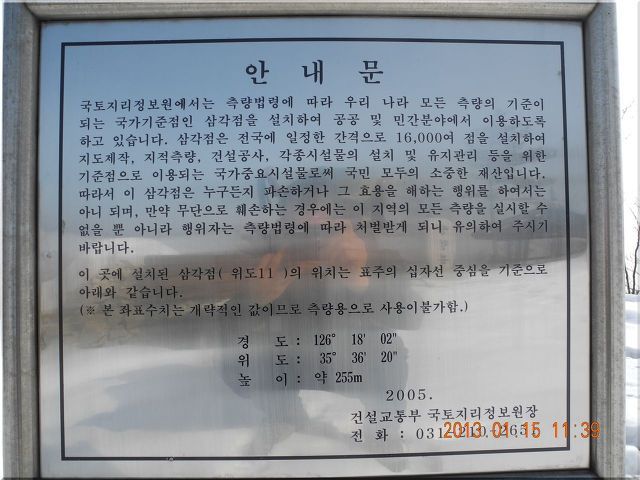 안 내 문
국토지리정보원에서는 측량법령에 따라 우리 나라 모든 측량의 기준이
되는 국가기준점인 삼각점을 설치하여 공공 및 민간분야에서 이용하도록
하고 있습니다. 삼각점은 전국에 일정한 간격으로 16,000여 점을 설치하여
지도제작, 지적측량, 건설공사, 각종시설물의 설치 및 유지관리 등을 위한
기준점으로 이용되는 국가중요시설물로써 국민 모두의 소중한 재산입니다.
따라서 이 삼각점은 누구든지 파손하거나 그 효용을 해하는 행위를 하여서는
아니 되며, 만약 무단으로 훼손하는 경우에는 이 지역의 모든 측량을 실시할 수
없을 뿐 아니라 행위자는 측량법령에 따라 처벌받게 되니 유의하여 주시기
바랍니다.
이 곳에 설치된 삼각점( 위도11 )의 위치는 표주의 십자선 중심을 기준으로
아래와 같습니다.
(※ 본 좌표수치는 개략적인 값이므로 측량용으로 사용이불가함.)
경 도 : 126° 18′ 02″
위 도 : 35° 36′ 20″
높 이 : 약 255m
2005.
건설교통부 국토지리정보원장
전 화 : 031-210-2651
2013.01.15 11:39